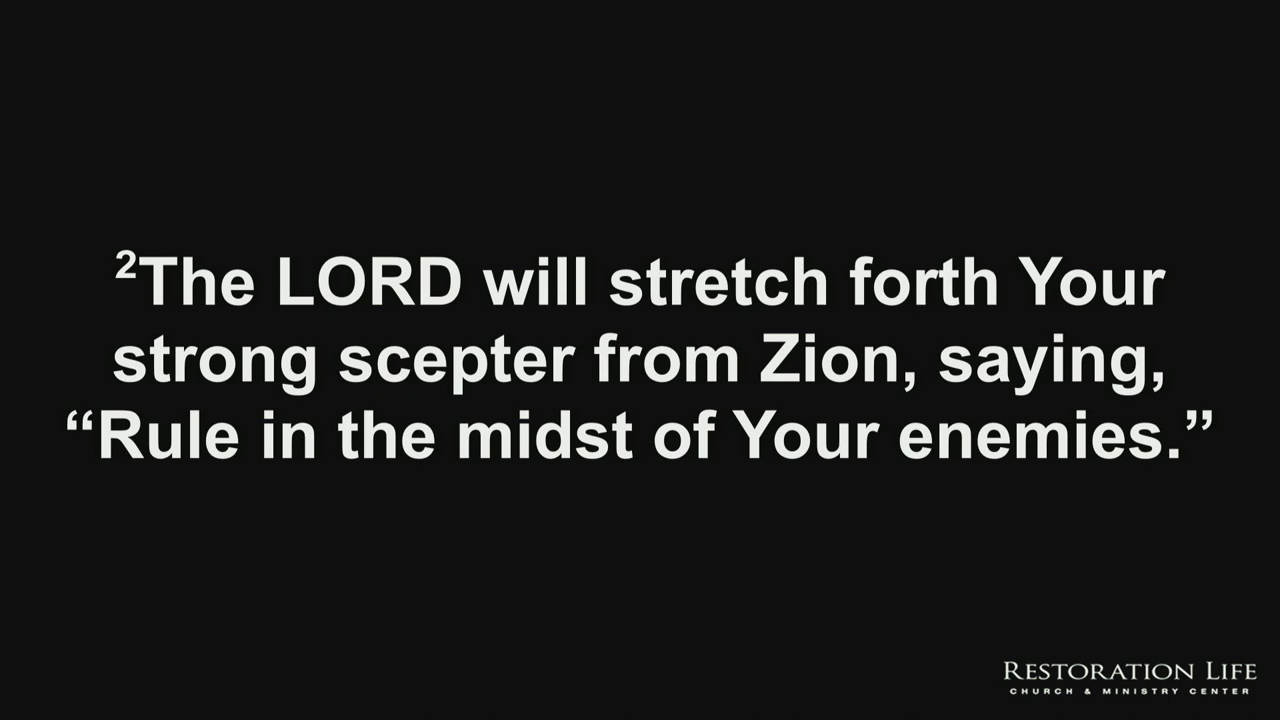 ²The LORD will stretch forth Your
strong scepter from Zion, saying,
“Rule in the midst of Your enemies.”
RESTORATION LIFE
CHURCH & MINISTRY CENTER